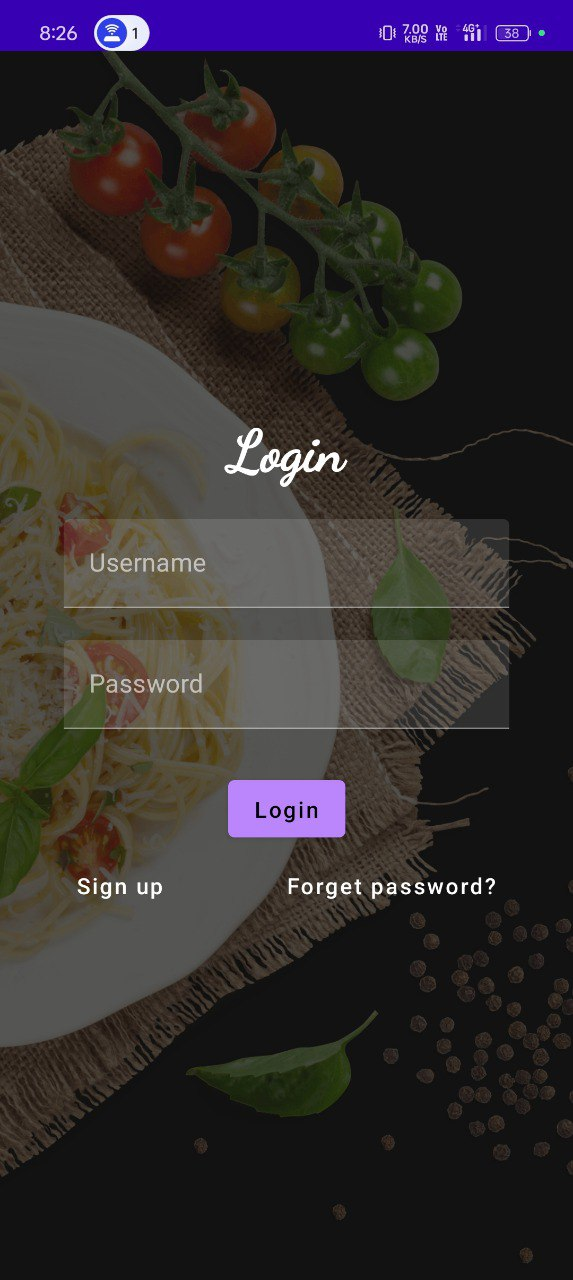 8:26 1 7.00 KB/S Vo LTE 4G+ 38
Login
Username
Password
Login
Sign up Forget password?